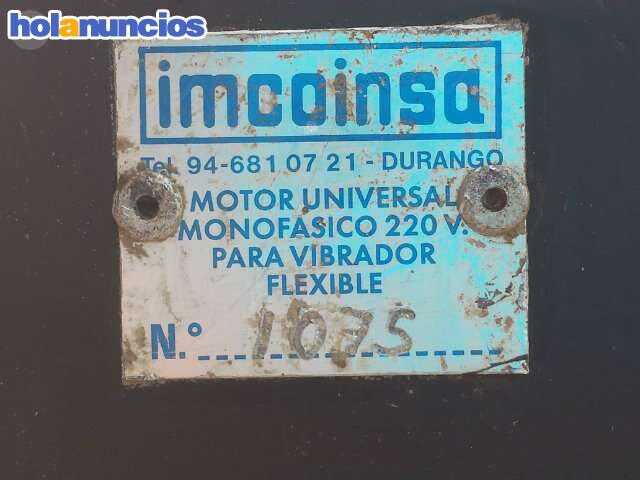 holanuncios
imcoinsa
Tel. 94-681 07 21 - DURANGO
MOTOR UNIVERSAL
MONOFASICO 220 V.
PARA VIBRADOR
FLEXIBLE
N.º 1075